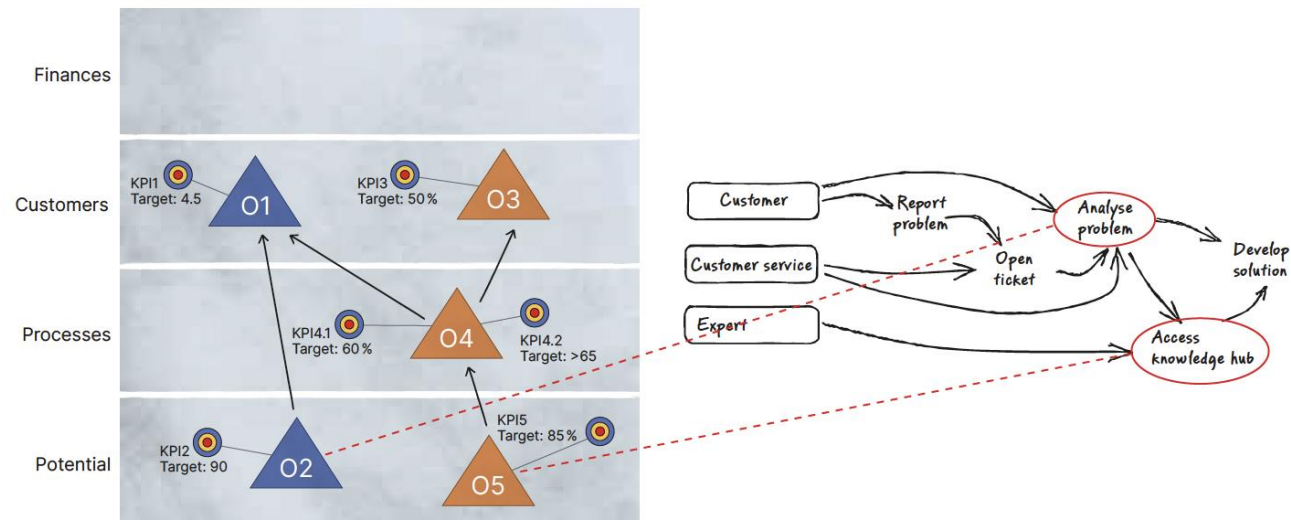 Finances
Customers
KPI1
Target: 4.5
O1
KPI3
Target: 50 %
O3
Processes
KPI4.1
Target: 60 %
O4
KPI4.2
Target: >65
Potential
KPI2
Target: 90
O2
KPI5
Target: 85 %
O5
Customer
Report
problem
Analyse
problem
Customer service
Open
ticket
Develop
solution
Expert
Access
knowledge hub